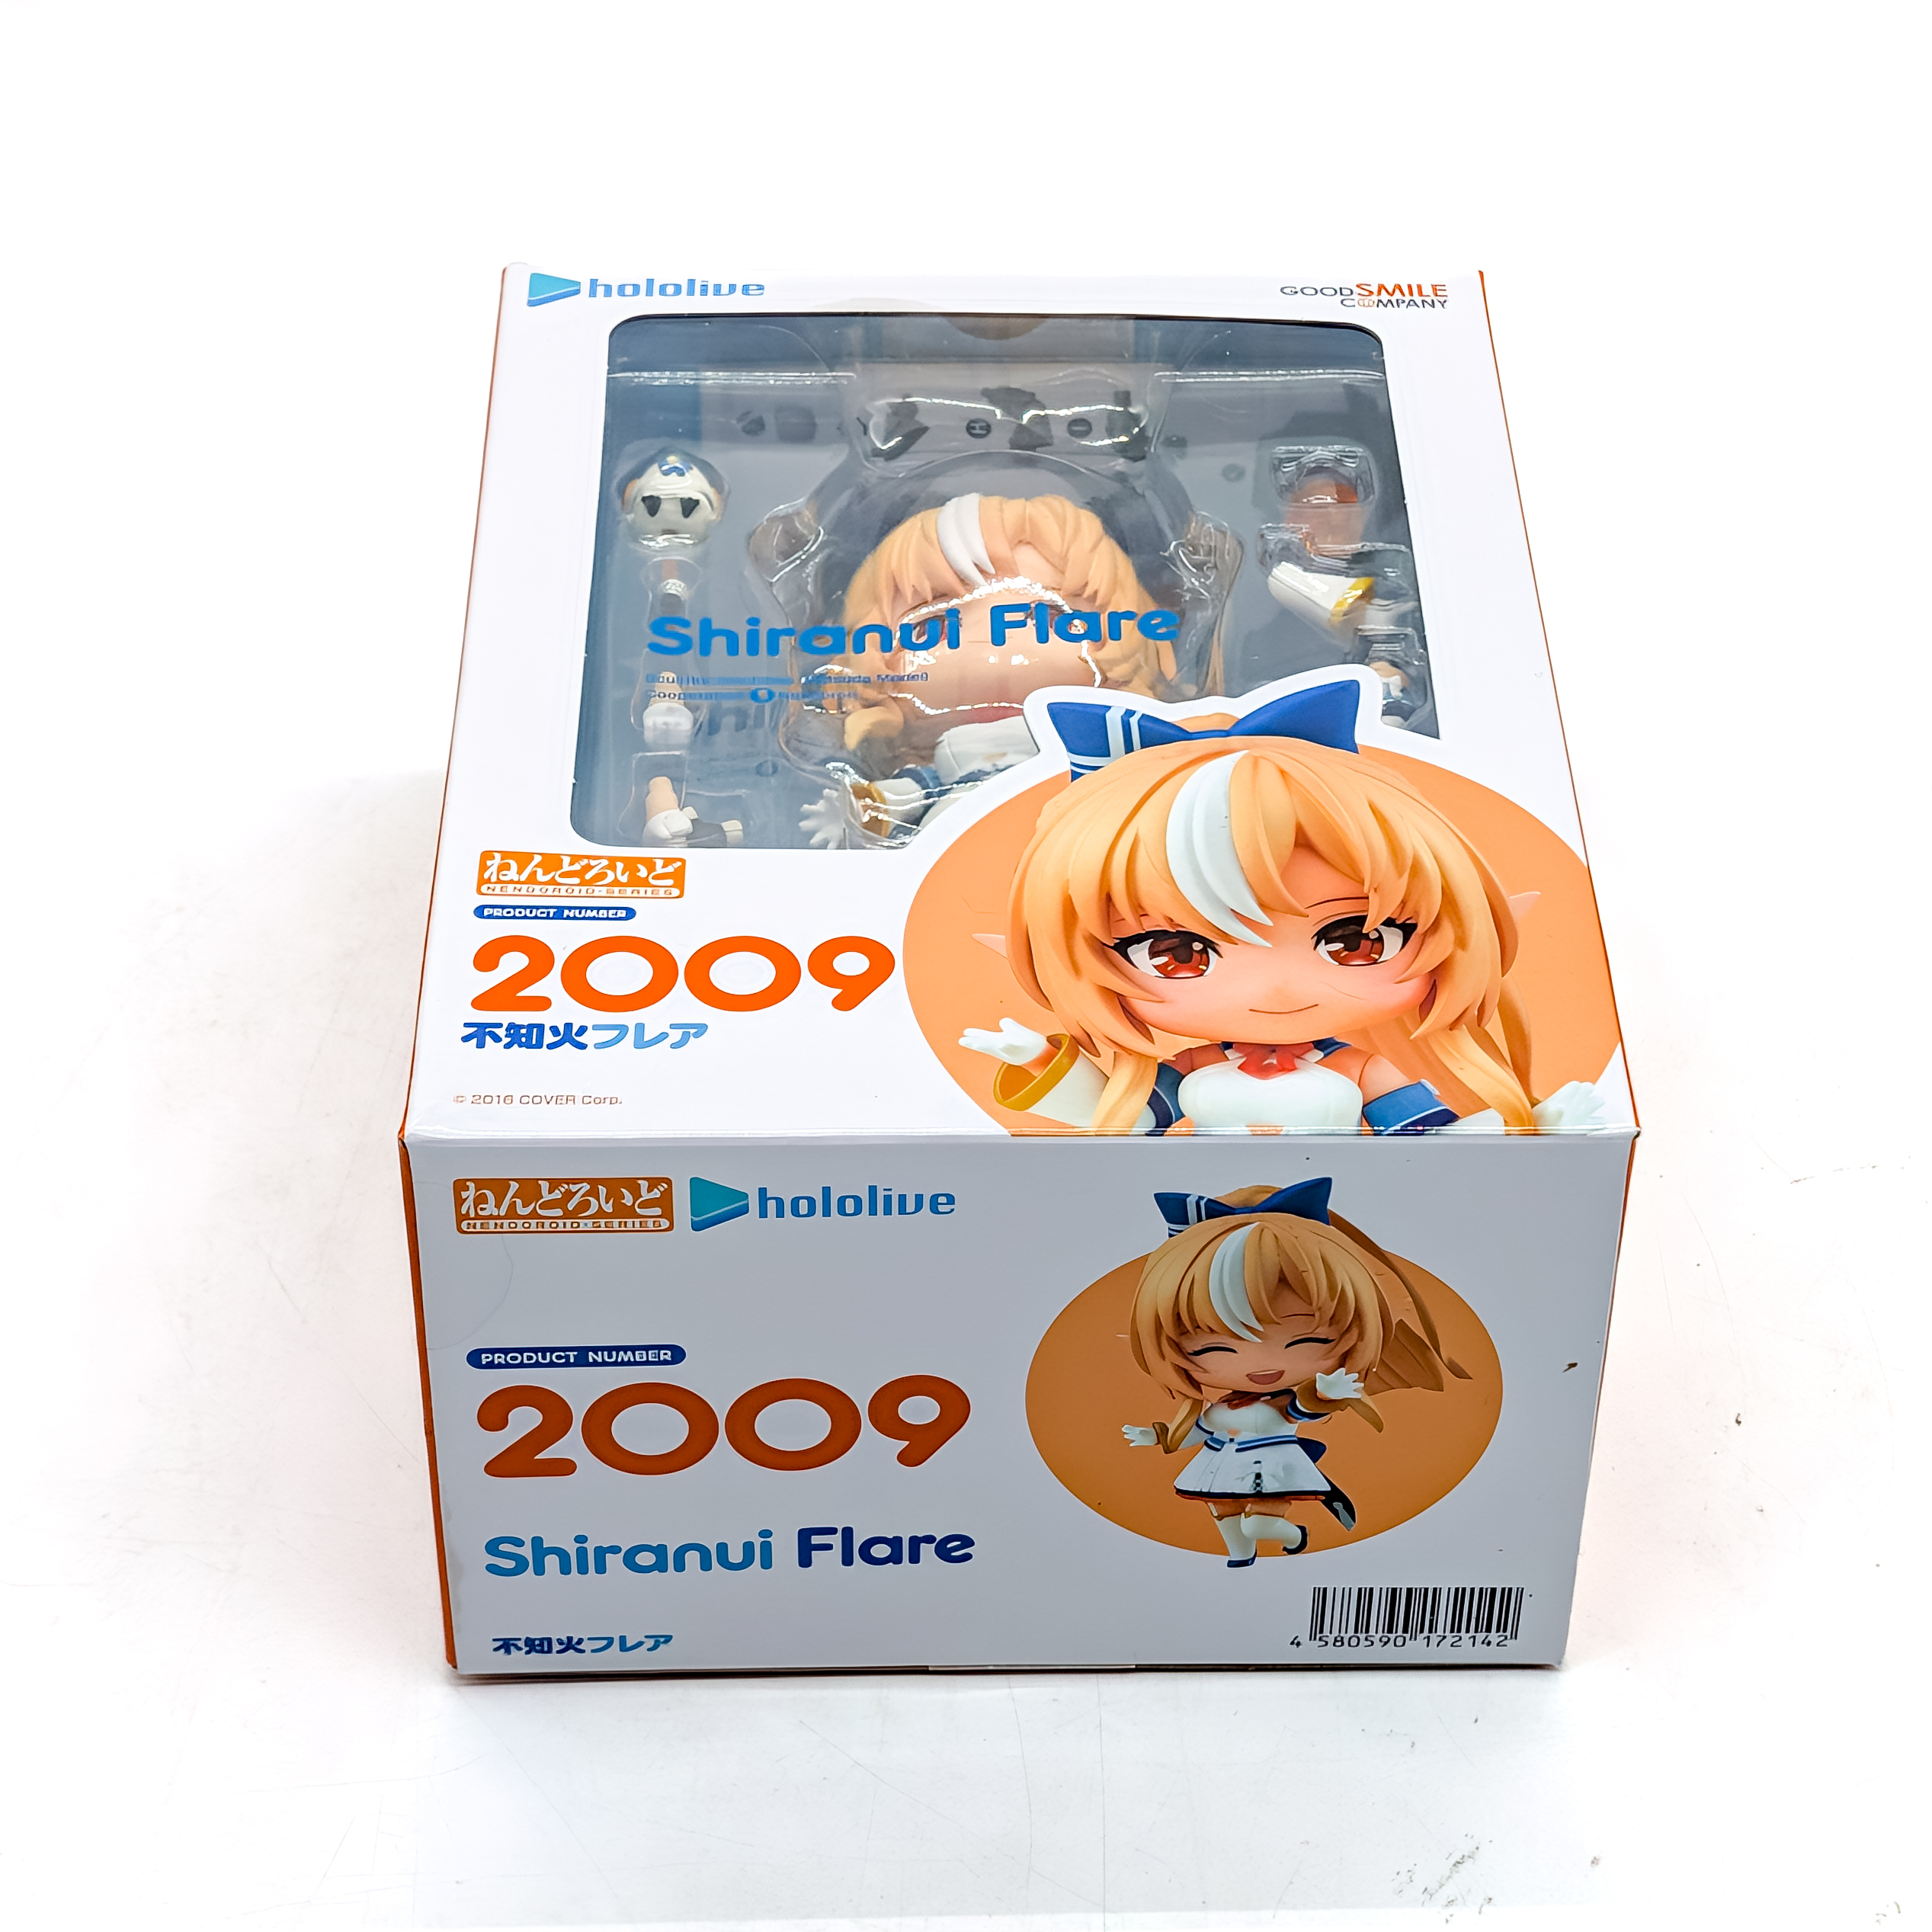 hololive
GOODSMILE
COMPANY
Shiranui Flare
ねんどろいど
NENDOROID・SERIES
PRODUCT NUMBER
2009
不知火フレア
© 2016 COVER Corp.
ねんどろいど
NENDOROID・SERIES
hololive
PRODUCT NUMBER
2009
Shiranui Flare
不知火フレア
4 580590 172142